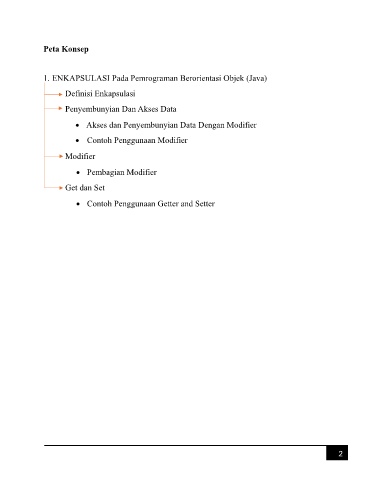 Peta Konsep
1. ENKAPSULASI Pada Pemrograman Berorientasi Objek (Java)
Definisi Enkapsulasi
Penyembunyian Dan Akses Data
• Akses dan Penyembunyian Data Dengan Modifier
• Contoh Penggunaan Modifier
Modifier
• Pembagian Modifier
Get dan Set
• Contoh Penggunaan Getter and Setter
2